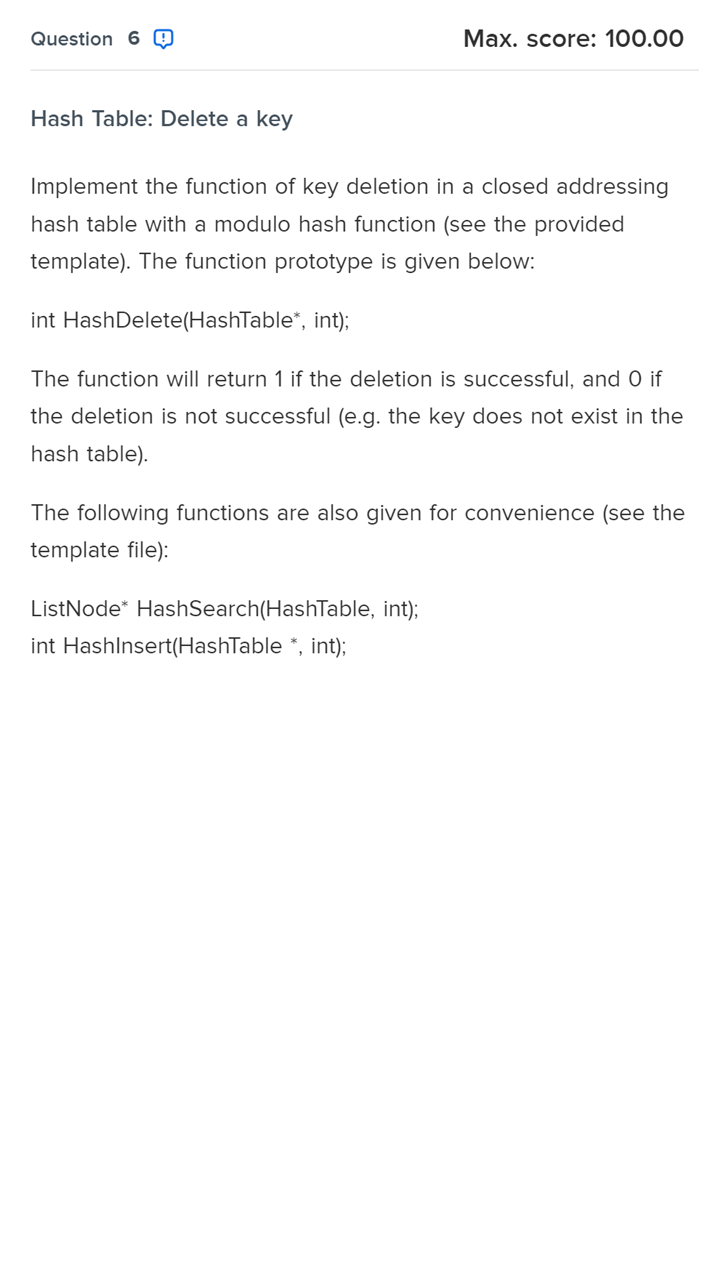 Question 6
Max. score: 100.00
Hash Table: Delete a key
Implement the function of key deletion in a closed addressing
hash table with a modulo hash function (see the provided
template). The function prototype is given below:
int HashDelete(HashTable*, int);
The function will return 1 if the deletion is successful, and 0 if
the deletion is not successful (e.g. the key does not exist in the
hash table).
The following functions are also given for convenience (see the
template file):
ListNode* HashSearch(HashTable, int);
int HashInsert(HashTable *, int);